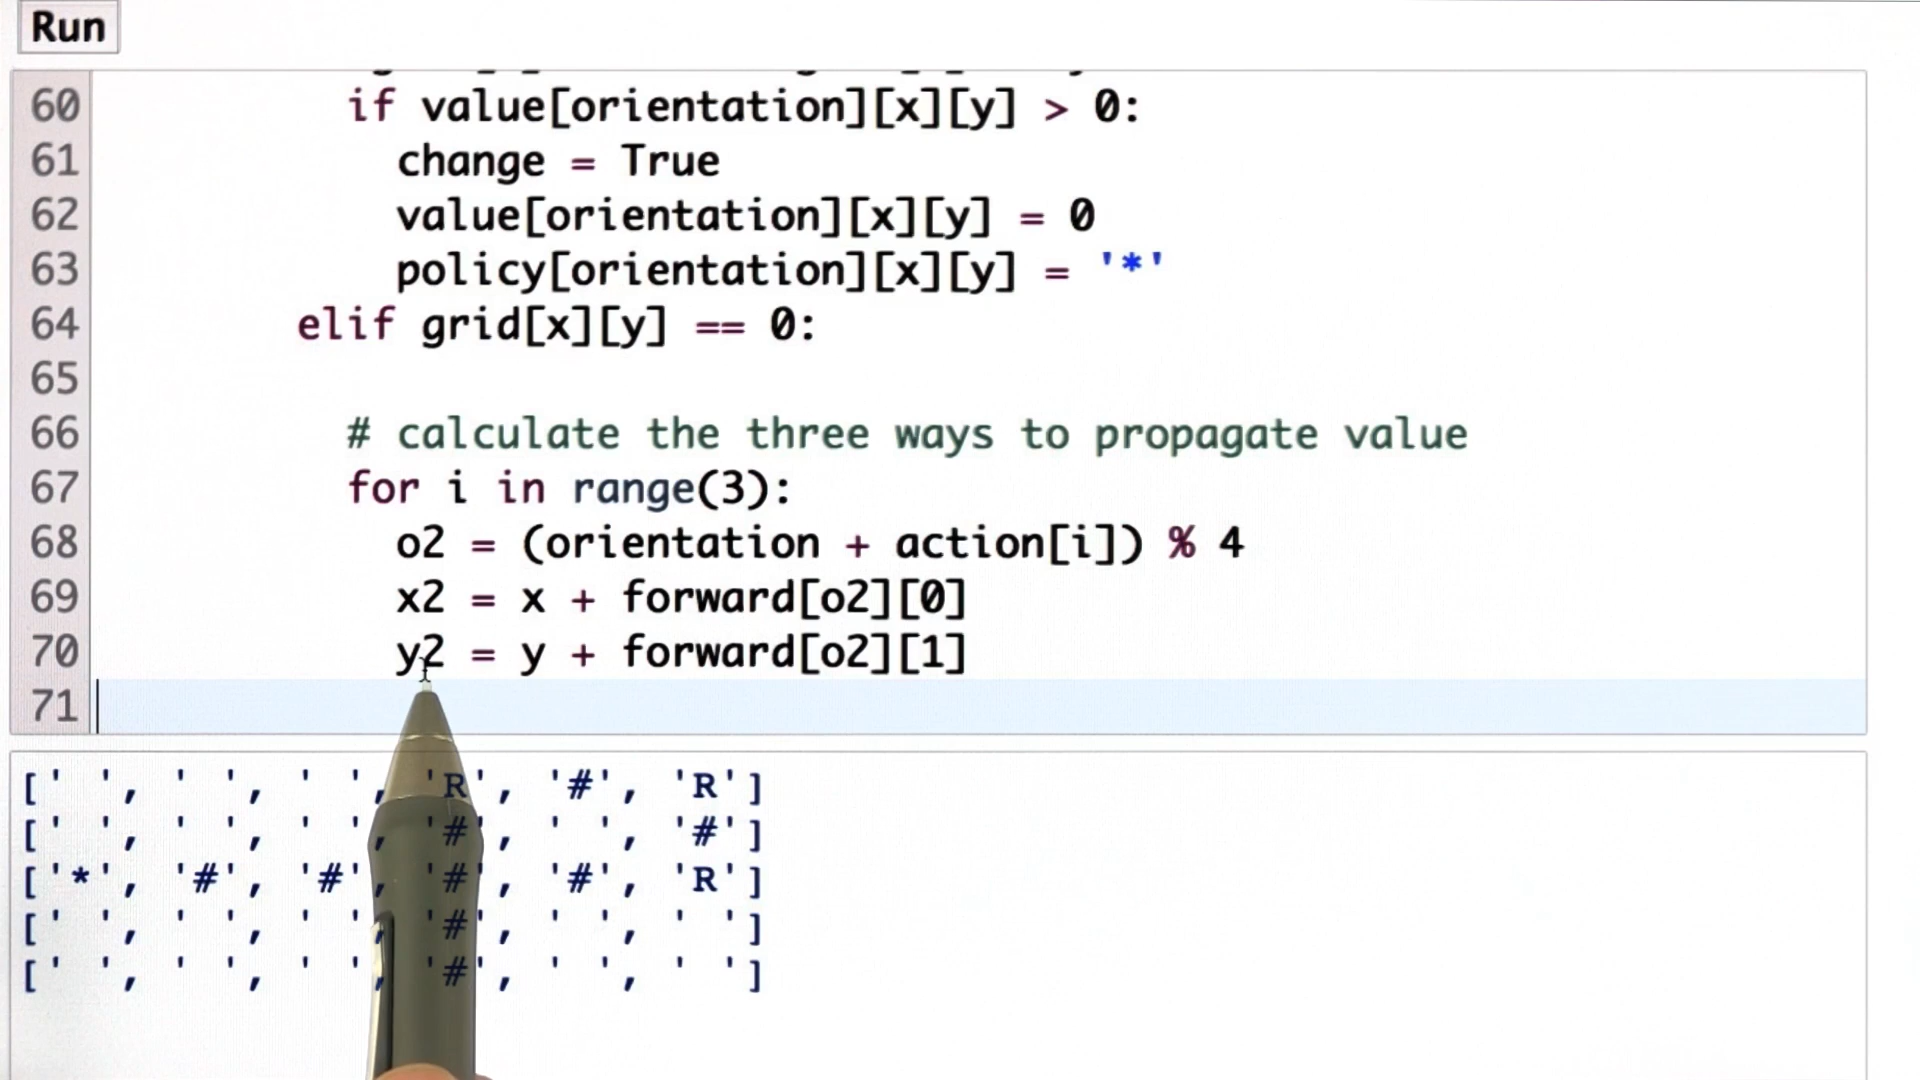 Run
60 if value[orientation][x][y] > 0:
61 change = True
62 value[orientation][x][y] = 0
63 policy[orientation][x][y] = '*'
64 elif grid[x][y] == 0:
65
66 # calculate the three ways to propagate value
67 for i in range(3):
68 o2 = (orientation + action[i]) % 4
69 x2 = x + forward[o2][0]
70 y2 = y + forward[o2][1]
71
[' ', ' ', ' ', 'R', '#', 'R']
[' ', ' ', ' ', '#', ' ', '#']
['*', '#', '#', '#', '#', 'R']
[' ', ' ', ' ', '#', ' ', ' ']
[' ', ' ', ' ', '#', ' ', ' ']